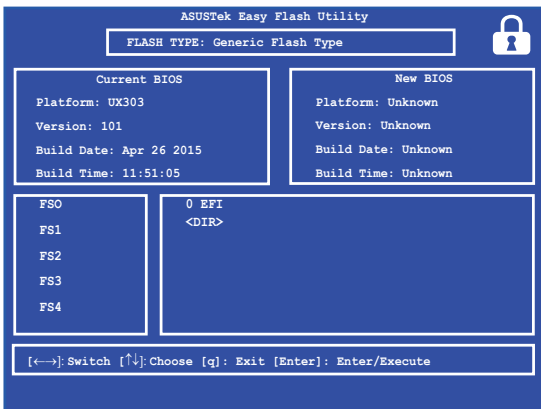 ASUSTek Easy Flash Utility
FLASH TYPE: Generic Flash Type
Current BIOS
Platform: UX303
Version: 101
Build Date: Apr 26 2015
Build Time: 11:51:05
New BIOS
Platform: Unknown
Version: Unknown
Build Date: Unknown
Build Time: Unknown
FSO
FS1
FS2
FS3
FS4
0 EFI
<DIR>
[←→]: Switch [↑↓]: Choose [q]: Exit [Enter]: Enter/Execute